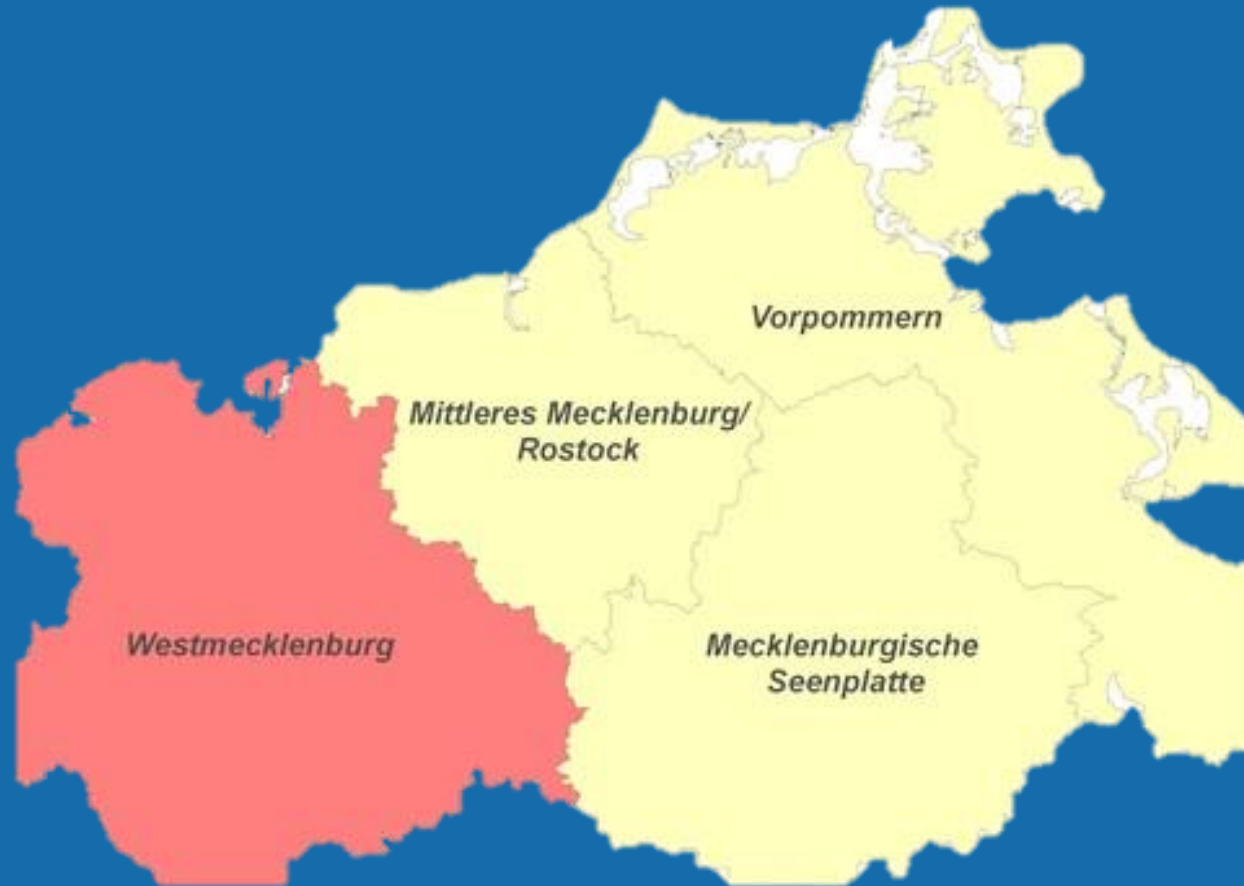 Vorpommern
Mittleres Mecklenburg/
Rostock
Westmecklenburg
Mecklenburgische
Seenplatte